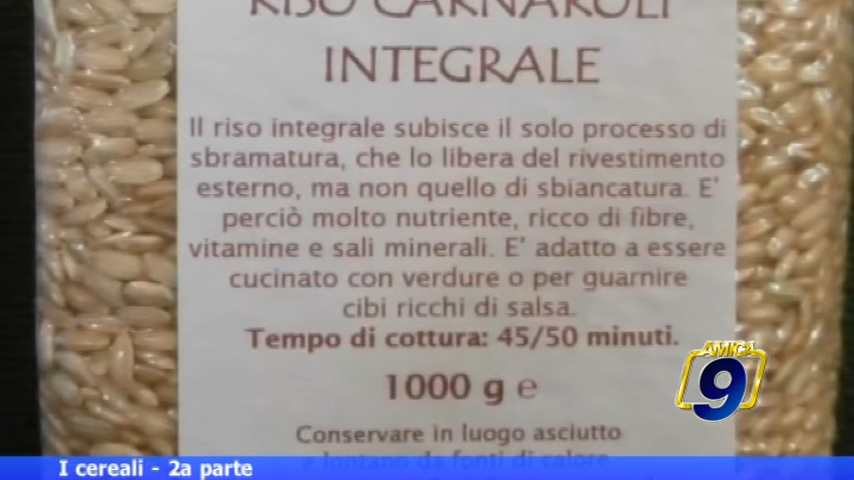 RISO CARNAROLI
INTEGRALE
Il riso integrale subisce il solo processo di
sbramatura, che lo libera del rivestimento
esterno, ma non quello di sbiancatura. E'
perciò molto nutriente, ricco di fibre,
vitamine e sali minerali. E' adatto a essere
cucinato con verdure o per guarnire
cibi ricchi di salsa.
Tempo di cottura: 45/50 minuti.
1000 g e
Conservare in luogo asciutto
e lontano da fonti di calore
AMICA
9
I cereali - 2a parte